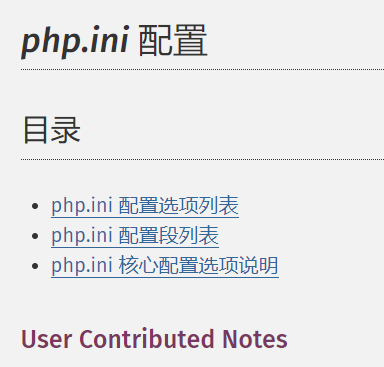 php.ini 配置
目录
php.ini 配置选项列表
php.ini 配置段列表
php.ini 核心配置选项说明
User Contributed Notes